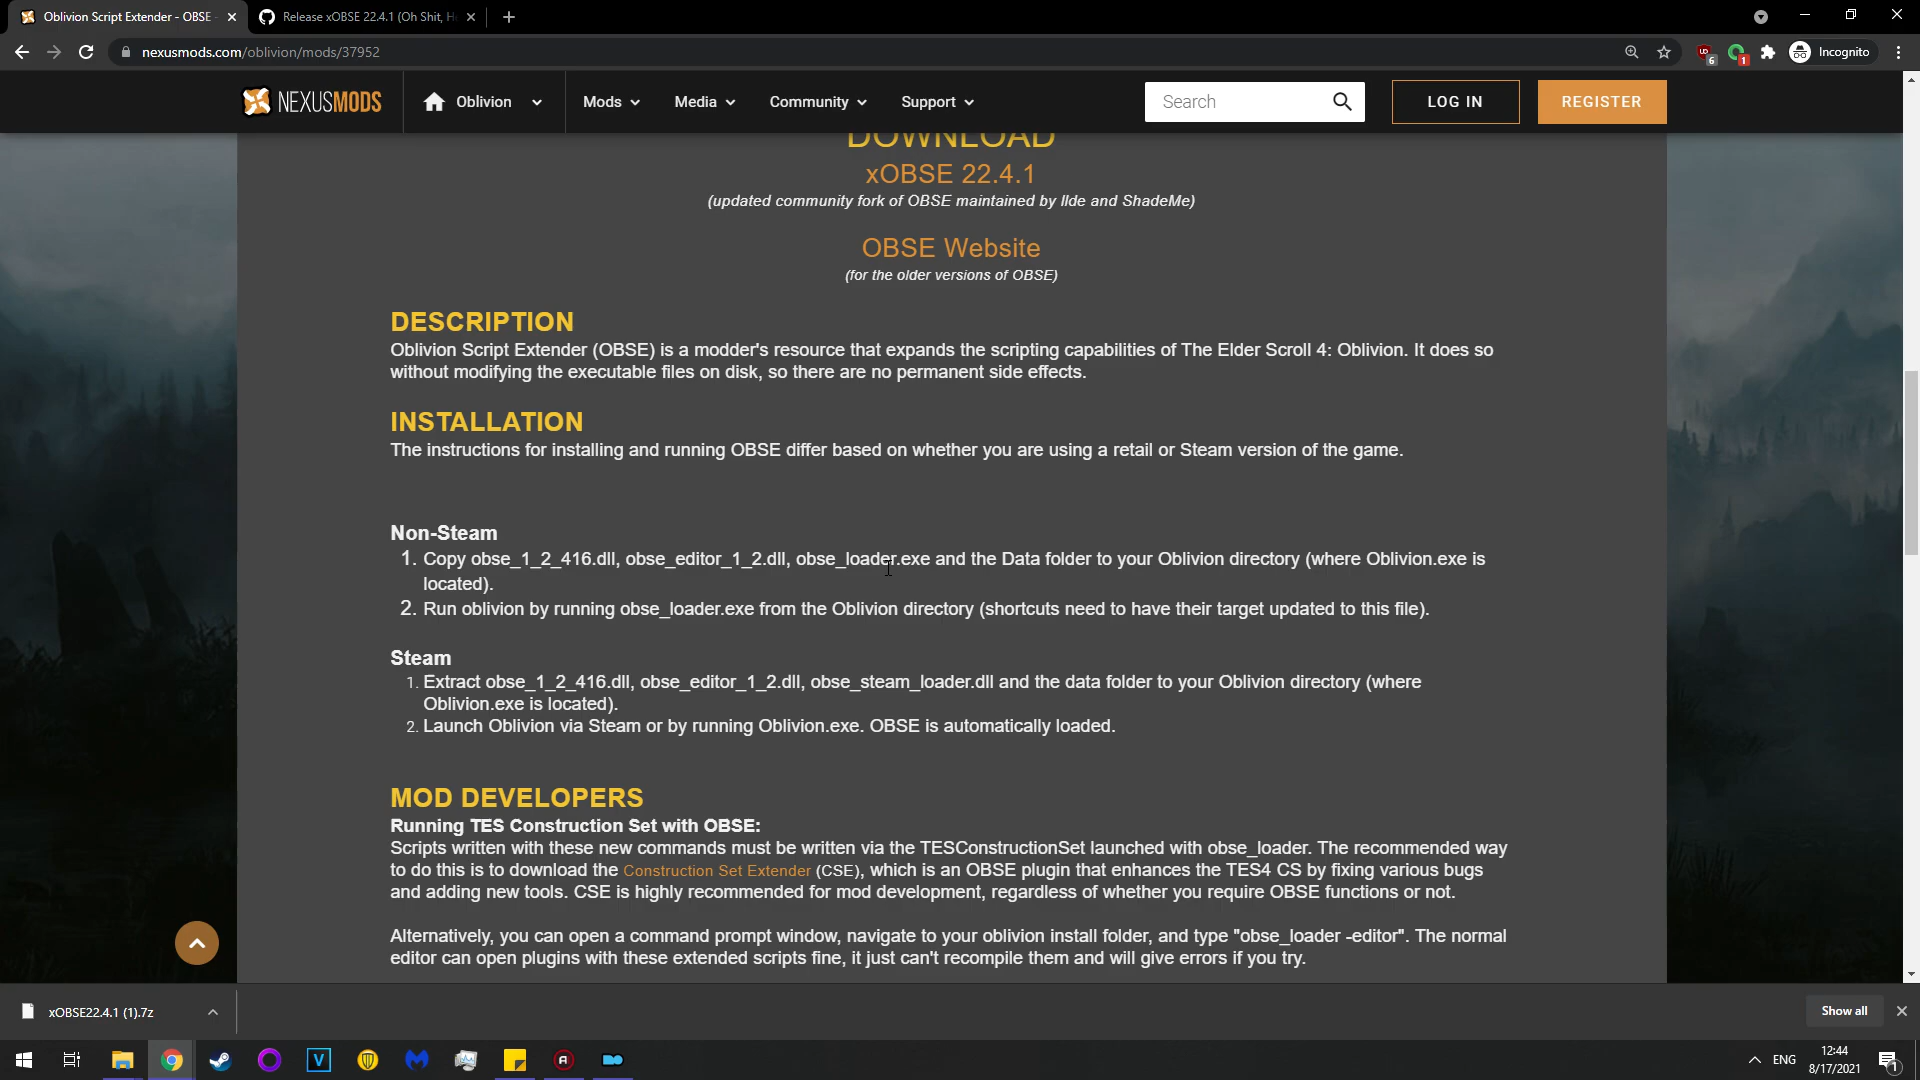 Oblivion Script Extender - OBSE -
Release xOBSE 22.4.1 (Oh Shit, H
nexusmods.com/oblivion/mods/37952
6
1
Incognito
NEXUSMODS
Oblivion
Mods
Media
Community
Support
Search
LOG IN
REGISTER
DOWNLOAD
xOBSE 22.4.1
(updated community fork of OBSE maintained by llde and ShadeMe)
OBSE Website
(for the older versions of OBSE)
DESCRIPTION
Oblivion Script Extender (OBSE) is a modder's resource that expands the scripting capabilities of The Elder Scroll 4: Oblivion. It does so
without modifying the executable files on disk, so there are no permanent side effects.
INSTALLATION
The instructions for installing and running OBSE differ based on whether you are using a retail or Steam version of the game.
Non-Steam
1. Copy obse_1_2_416.dll, obse_editor_1_2.dll, obse_loader.exe and the Data folder to your Oblivion directory (where Oblivion.exe is
located).
2. Run oblivion by running obse_loader.exe from the Oblivion directory (shortcuts need to have their target updated to this file).
Steam
1. Extract obse_1_2_416.dll, obse_editor_1_2.dll, obse_steam_loader.dll and the data folder to your Oblivion directory (where
Oblivion.exe is located).
2. Launch Oblivion via Steam or by running Oblivion.exe. OBSE is automatically loaded.
MOD DEVELOPERS
Running TES Construction Set with OBSE:
Scripts written with these new commands must be written via the TESConstructionSet launched with obse_loader. The recommended way
to do this is to download the Construction Set Extender (CSE), which is an OBSE plugin that enhances the TES4 CS by fixing various bugs
and adding new tools. CSE is highly recommended for mod development, regardless of whether you require OBSE functions or not.
Alternatively, you can open a command prompt window, navigate to your oblivion install folder, and type "obse_loader -editor". The normal
editor can open plugins with these extended scripts fine, it just can't recompile them and will give errors if you try.
xOBSE22.4.1 (1).7z
Show all
ENG
12:44
8/17/2021
1